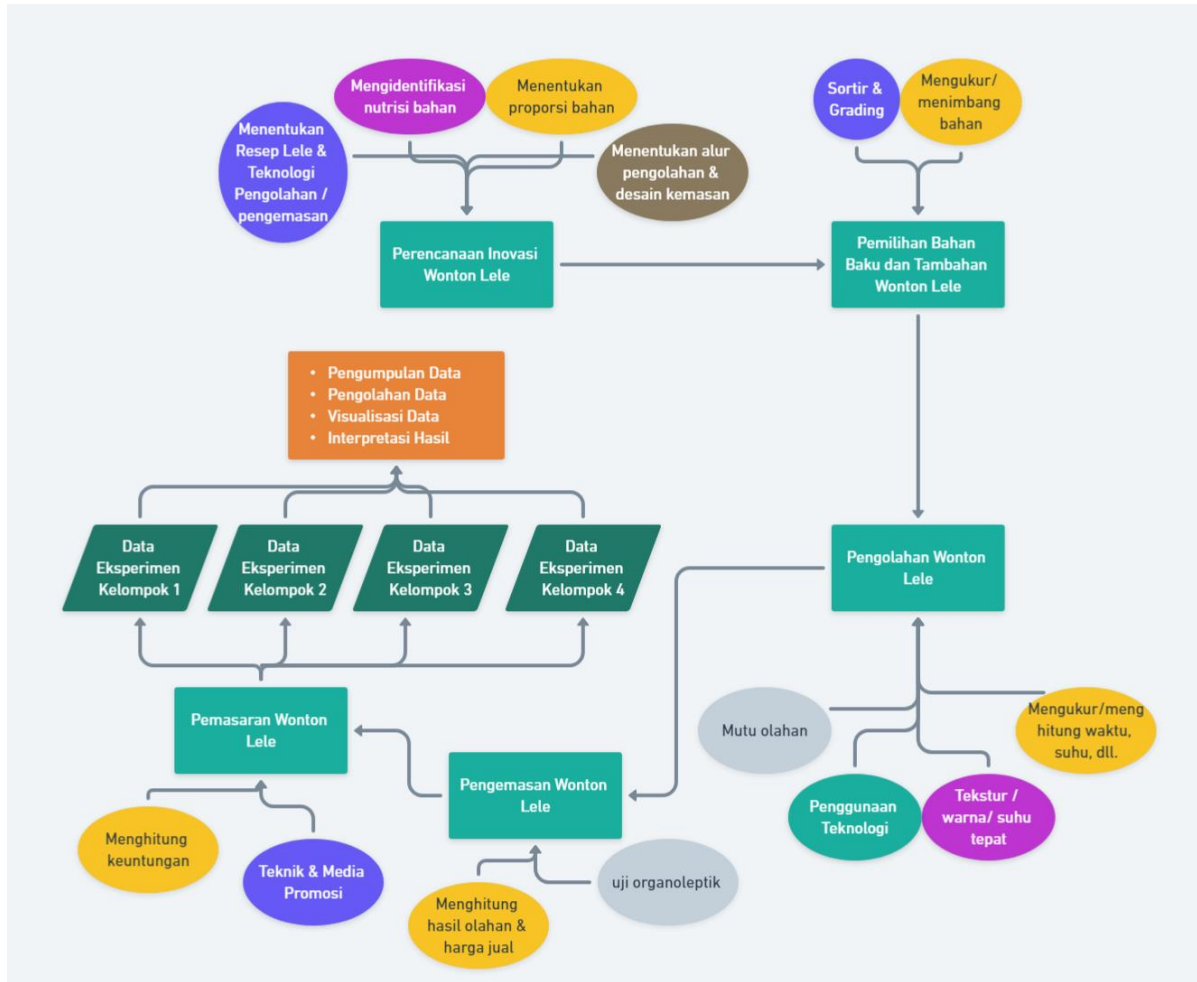 Mengidentifikasi
nutrisi bahan
Menentukan
proporsi bahan
Sortir &
Grading
Mengukur/
menimbang
bahan
Menentukan
Resep Lele &
Teknologi
Pengolahan /
pengemasan
Menentukan alur
pengolahan &
desain kemasan
Perencanaan Inovasi
Wonton Lele
Pemilihan Bahan
Baku dan Tambahan
Wonton Lele
• Pengumpulan Data
• Pengolahan Data
• Visualisasi Data
• Interpretasi Hasil
Data
Eksperimen
Kelompok 1
Data
Eksperimen
Kelompok 2
Data
Eksperimen
Kelompok 3
Data
Eksperimen
Kelompok 4
Pengolahan Wonton
Lele
Pemasaran Wonton
Lele
Mutu olahan
Mengukur/meng
hitung waktu,
suhu, dll.
Pengemasan Wonton
Lele
Penggunaan
Teknologi
Tekstur /
warna/ suhu
tepat
Menghitung
keuntungan
Teknik & Media
Promosi
Menghitung
hasil olahan &
harga jual
uji organoleptik